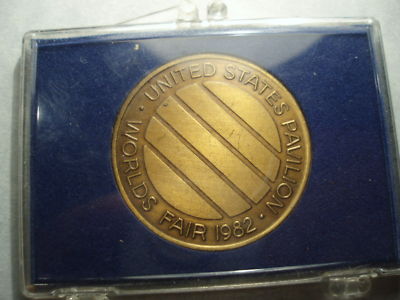 · UNITED STATES PAVILION ·
WORLDS FAIR 1982